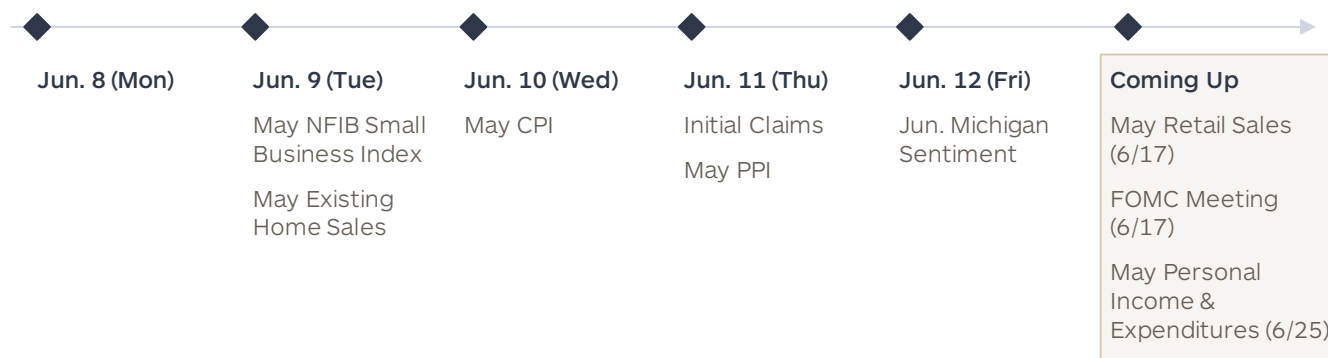 Jun. 8 (Mon)
Jun. 9 (Tue)
May NFIB Small
Business Index
May Existing
Home Sales
Jun. 10 (Wed)
May CPI
Jun. 11 (Thu)
Initial Claims
May PPI
Jun. 12 (Fri)
Jun. Michigan
Sentiment
Coming Up
May Retail Sales
(6/17)
FOMC Meeting
(6/17)
May Personal
Income &
Expenditures (6/25)